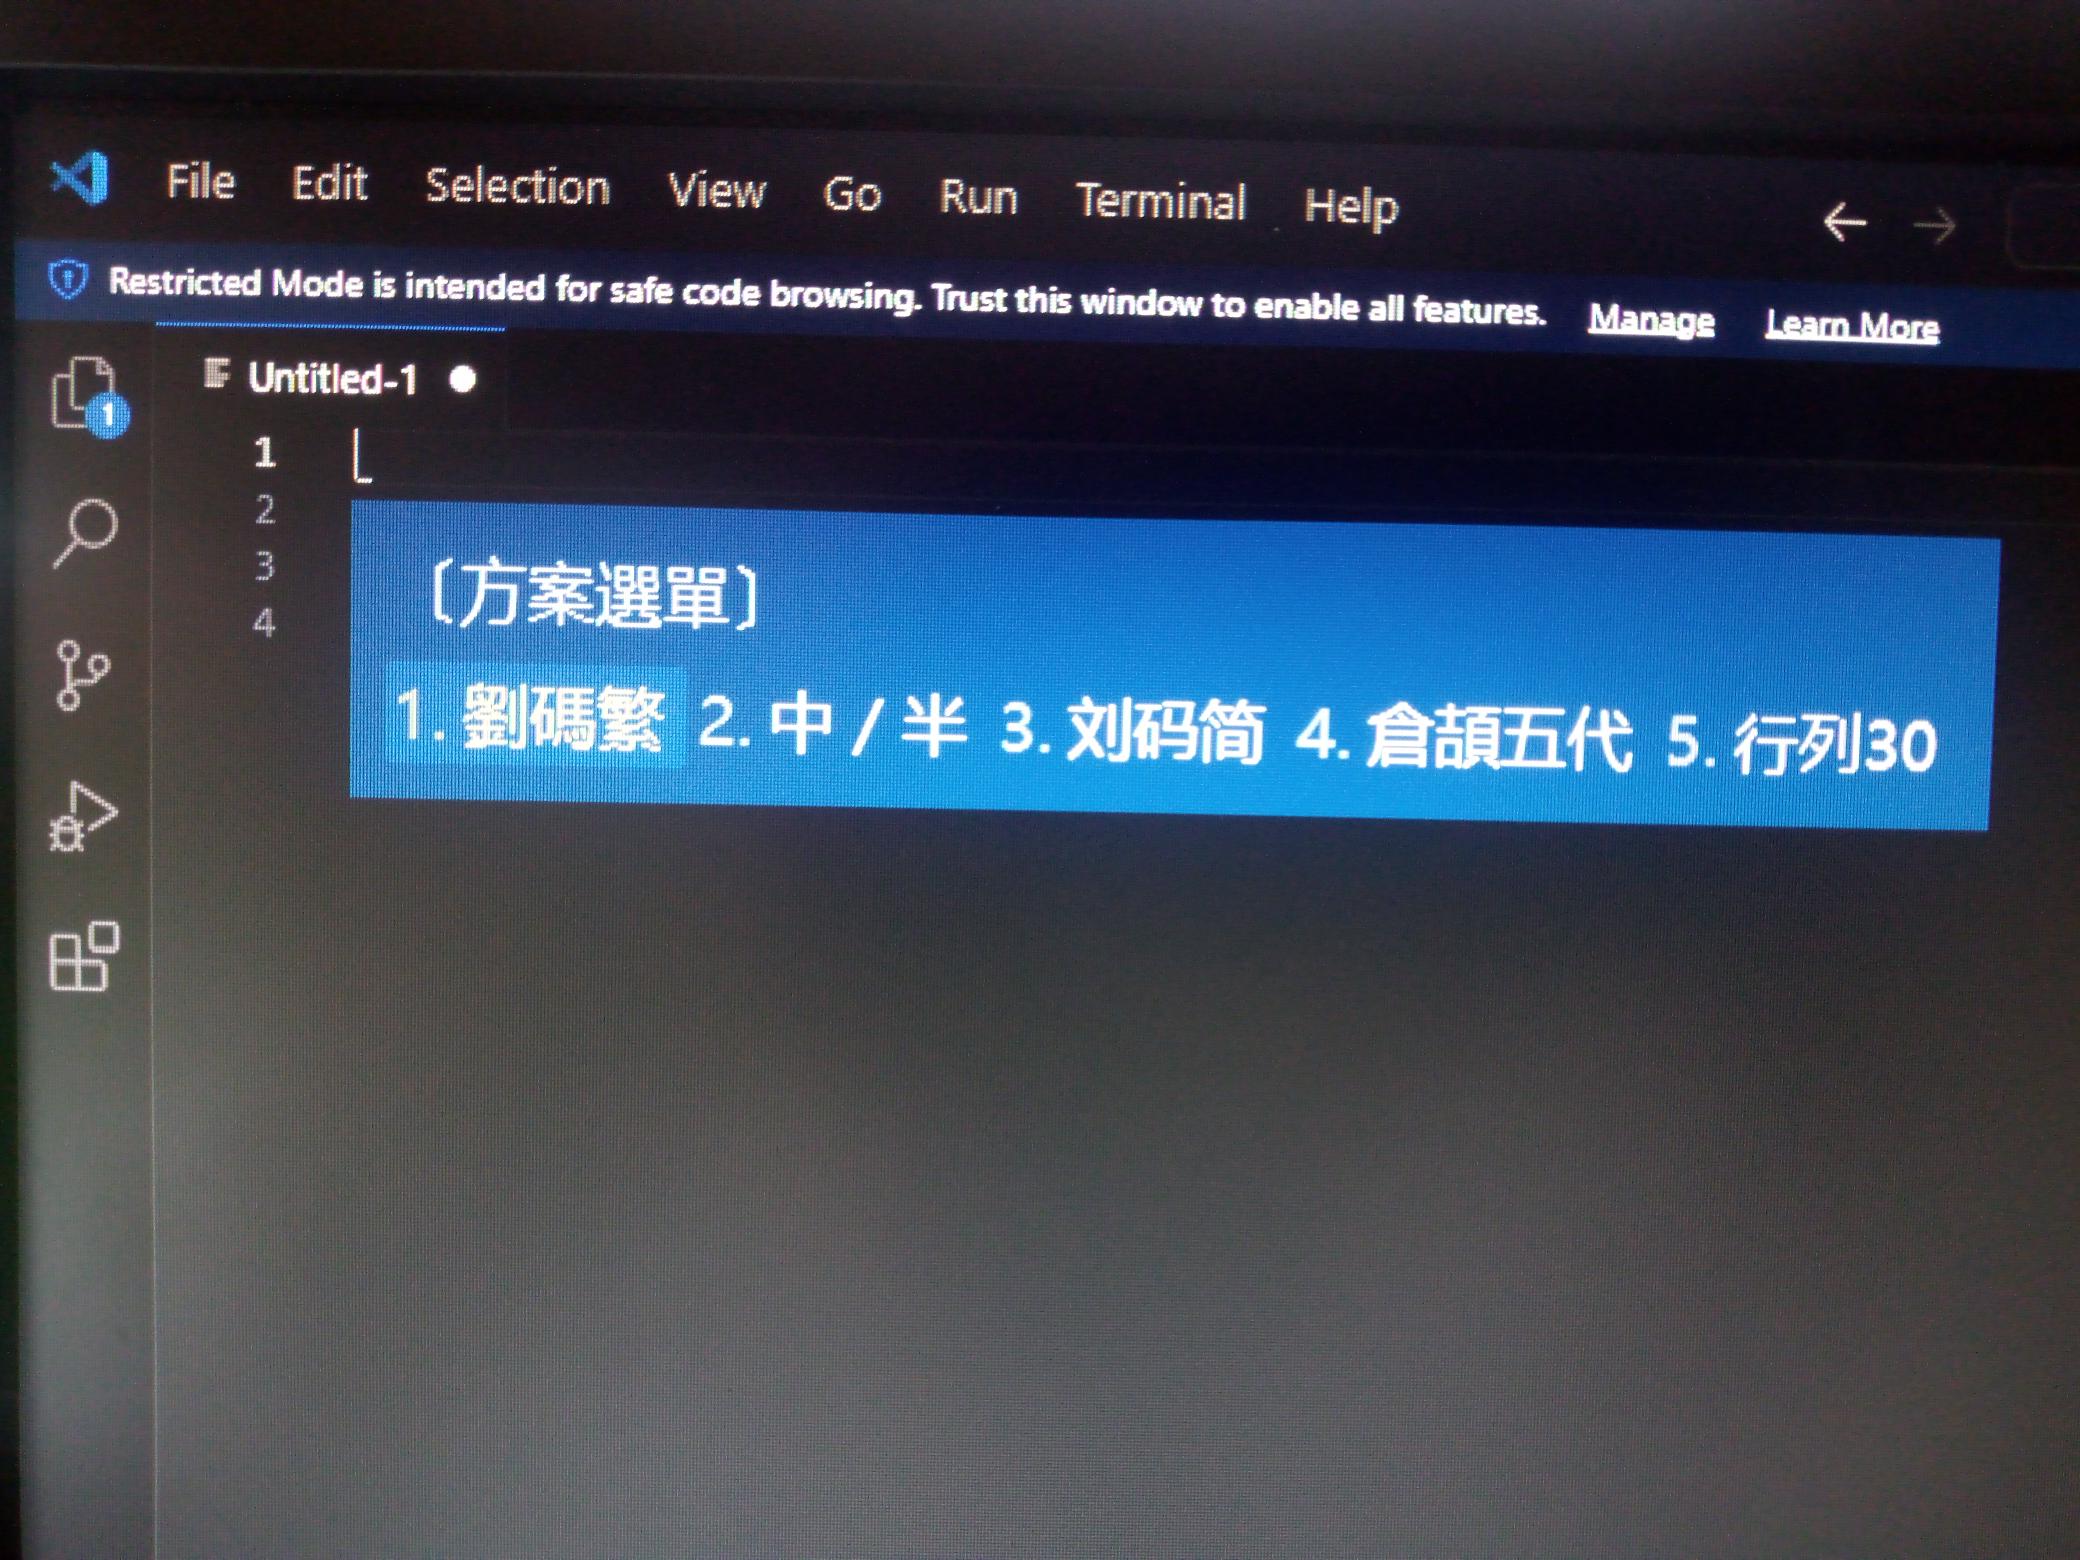 File Edit Selection View Go Run Terminal Help
Restricted Mode is intended for safe code browsing. Trust this window to enable all features. Manage Learn More
1
Untitled-1
1
2
3
4
〔方案選單〕
1. 劉碼繁 2. 中 / 半 3. 刘码简 4. 倉頡五代 5. 行列30